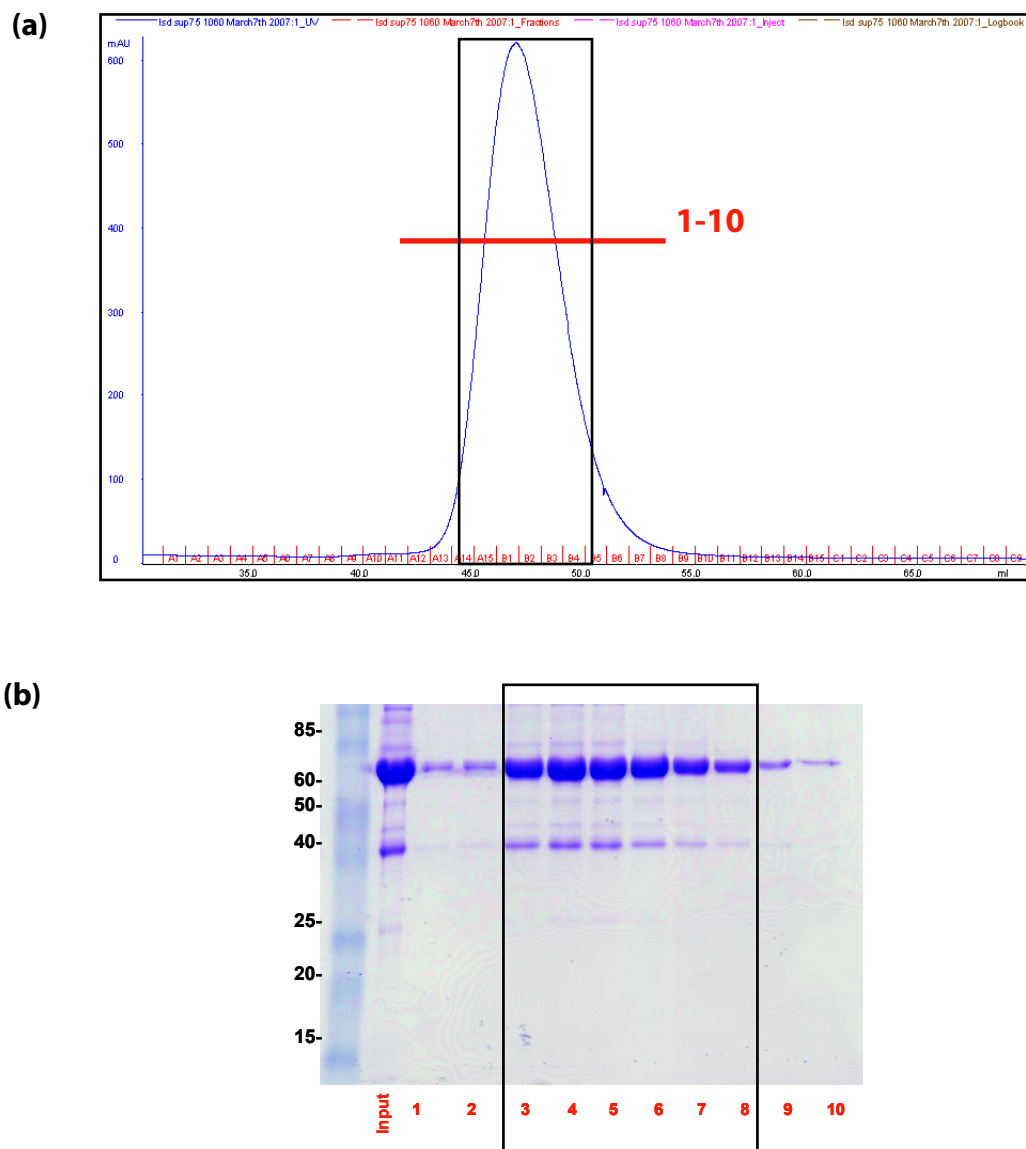 (a)
lsd sup75 1060 March7th 2007:1_UV lsd sup75 1060 March7th 2007:1_Fractions lsd sup75 1060 March7th 2007:1_Inject lsd sup75 1060 March7th 2007:1_Logbook
mAU
600
500
400
1-10
300
200
100
0
A1 A2 A3 A4 A5 A6 A7 A8 A9 A10 A11 A12 A13 A14 A15 B1 B2 B3 B4 B5 B6 B7 B8 B9 B10 B11 B12 B13 B14 B15 C1 C2 C3 C4 C5 C6 C7 C8 C9
35.0 45.0 50.0 55.0 60.0 65.0 ml
(b)
85-
60-
50-
40-
25-
20-
15-
Input 1 2 3 4 5 6 7 8 9 10